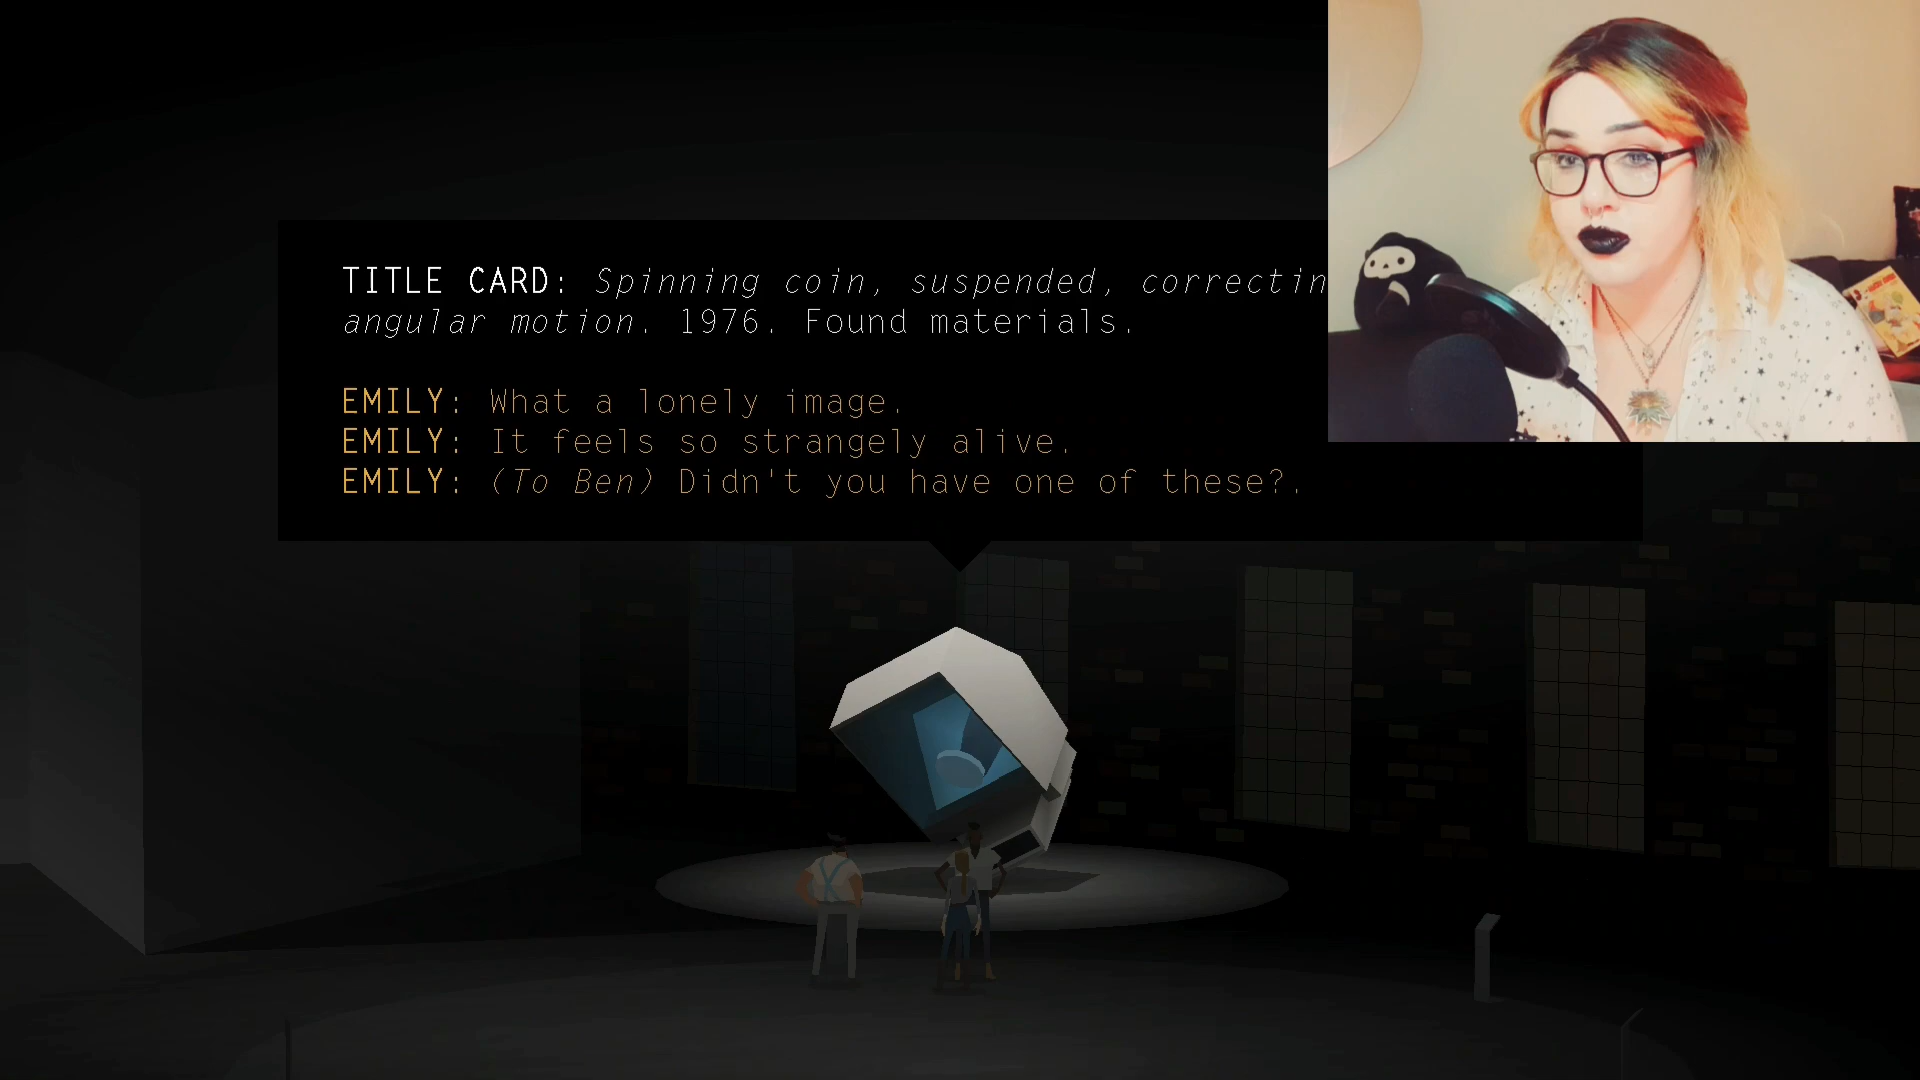 TITLE CARD: Spinning coin, suspended, correctin
angular motion. 1976. Found materials.
EMILY: What a lonely image.
EMILY: It feels so strangely alive.
EMILY: (To Ben) Didn't you have one of these?.